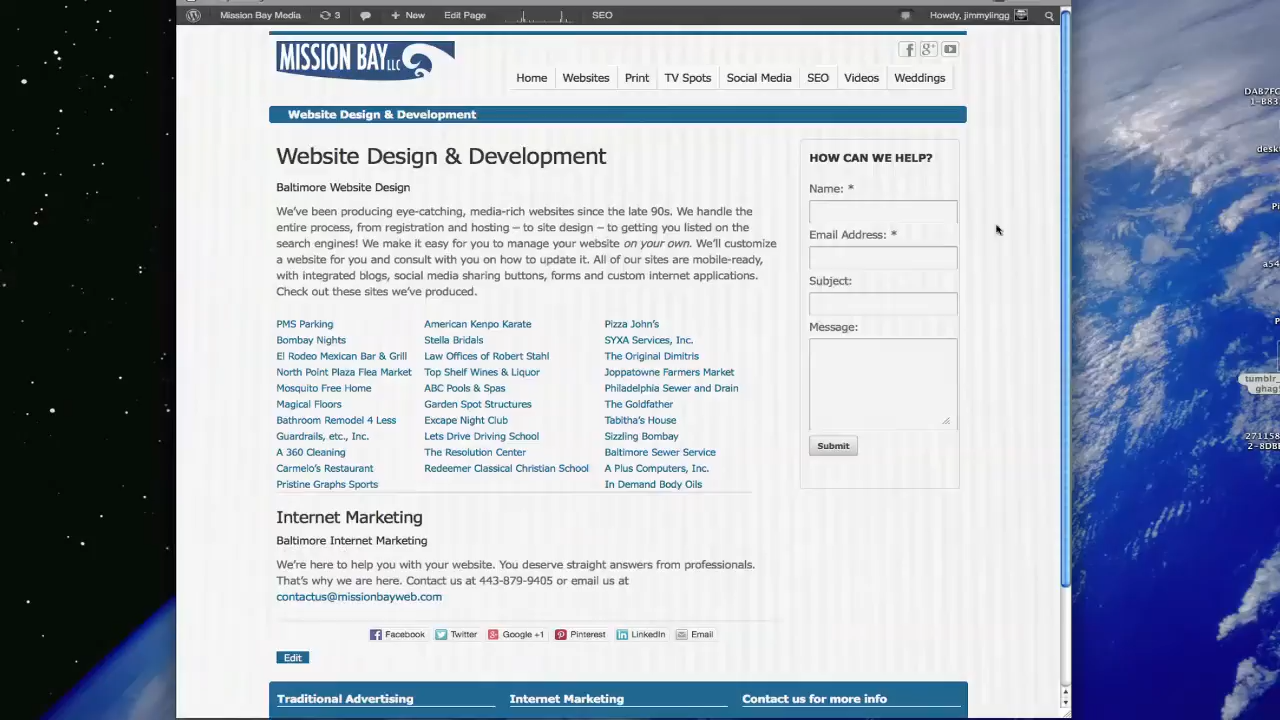 Mission Bay Media 3 New Edit Page SEO Howdy, jimmylingg
MISSION BAY LLC
Home Websites Print TV Spots Social Media SEO Videos Weddings
Website Design & Development
Website Design & Development
Baltimore Website Design
We've been producing eye-catching, media-rich websites since the late 90s. We handle the
entire process, from registration and hosting – to site design – to getting you listed on the
search engines! We make it easy for you to manage your website on your own. We'll customize
a website for you and consult with you on how to update it. All of our sites are mobile-ready,
with integrated blogs, social media sharing buttons, forms and custom internet applications.
Check out these sites we've produced.
PMS Parking American Kenpo Karate Pizza John's
Bombay Nights Stella Bridals SYXA Services, Inc.
El Rodeo Mexican Bar & Grill Law Offices of Robert Stahl The Original Dimitris
North Point Plaza Flea Market Top Shelf Wines & Liquor Joppatowne Farmers Market
Mosquito Free Home ABC Pools & Spas Philadelphia Sewer and Drain
Magical Floors Garden Spot Structures The Goldfather
Bathroom Remodel 4 Less Excape Night Club Tabitha's House
Guardrails, etc., Inc. Lets Drive Driving School Sizzling Bombay
A 360 Cleaning The Resolution Center Baltimore Sewer Service
Carmelo's Restaurant Redeemer Classical Christian School A Plus Computers, Inc.
Pristine Graphs Sports In Demand Body Oils
Internet Marketing
Baltimore Internet Marketing
We're here to help you with your website. You deserve straight answers from professionals.
That's why we are here. Contact us at 443-879-9405 or email us at
contactus@missionbayweb.com
Facebook Twitter Google +1 Pinterest LinkedIn Email
Edit
Traditional Advertising Internet Marketing Contact us for more info
HOW CAN WE HELP?
Name: *
Email Address: *
Subject:
Message:
Submit
DAB7FC
1-B83
desk
Pi
a54
P
tumblr_
ghag
271158
2-8DB